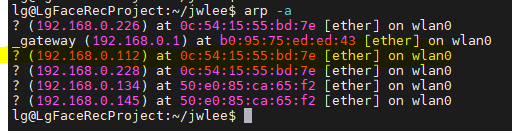 lg@LgFaceRecProject:~/jwlee$ arp -a
? (192.168.0.226) at 0c:54:15:55:bd:7e [ether] on wlan0
_gateway (192.168.0.1) at b0:95:75:ed:ed:43 [ether] on wlan0
? (192.168.0.112) at 0c:54:15:55:bd:7e [ether] on wlan0
? (192.168.0.228) at 0c:54:15:55:bd:7e [ether] on wlan0
? (192.168.0.134) at 50:e0:85:ca:65:f2 [ether] on wlan0
? (192.168.0.145) at 50:e0:85:ca:65:f2 [ether] on wlan0
lg@LgFaceRecProject:~/jwlee$